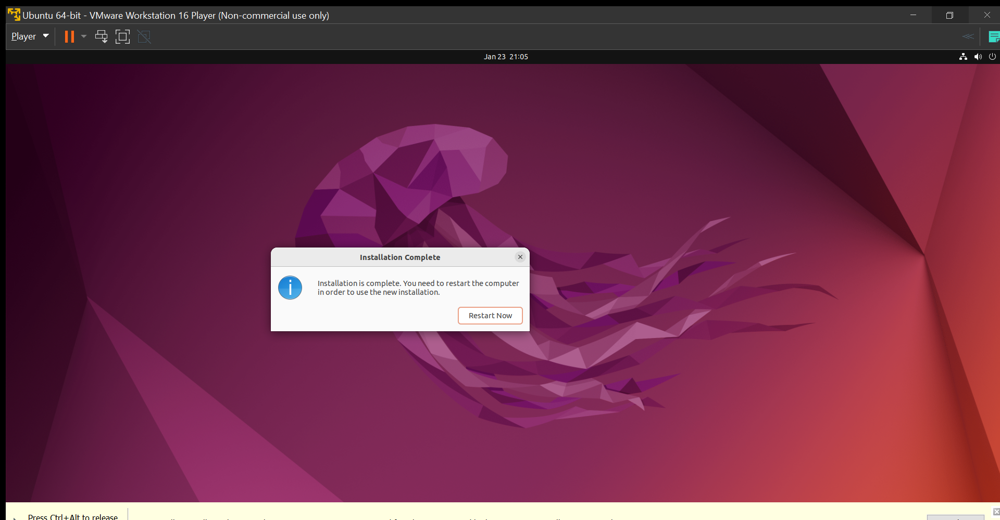 Ubuntu 64-bit - VMware Workstation 16 Player (Non-commercial use only)
Player
Jan 23 21:05
Installation Complete
Installation is complete. You need to restart the computer
in order to use the new installation.
Restart Now
Press Ctrl+Alt to release